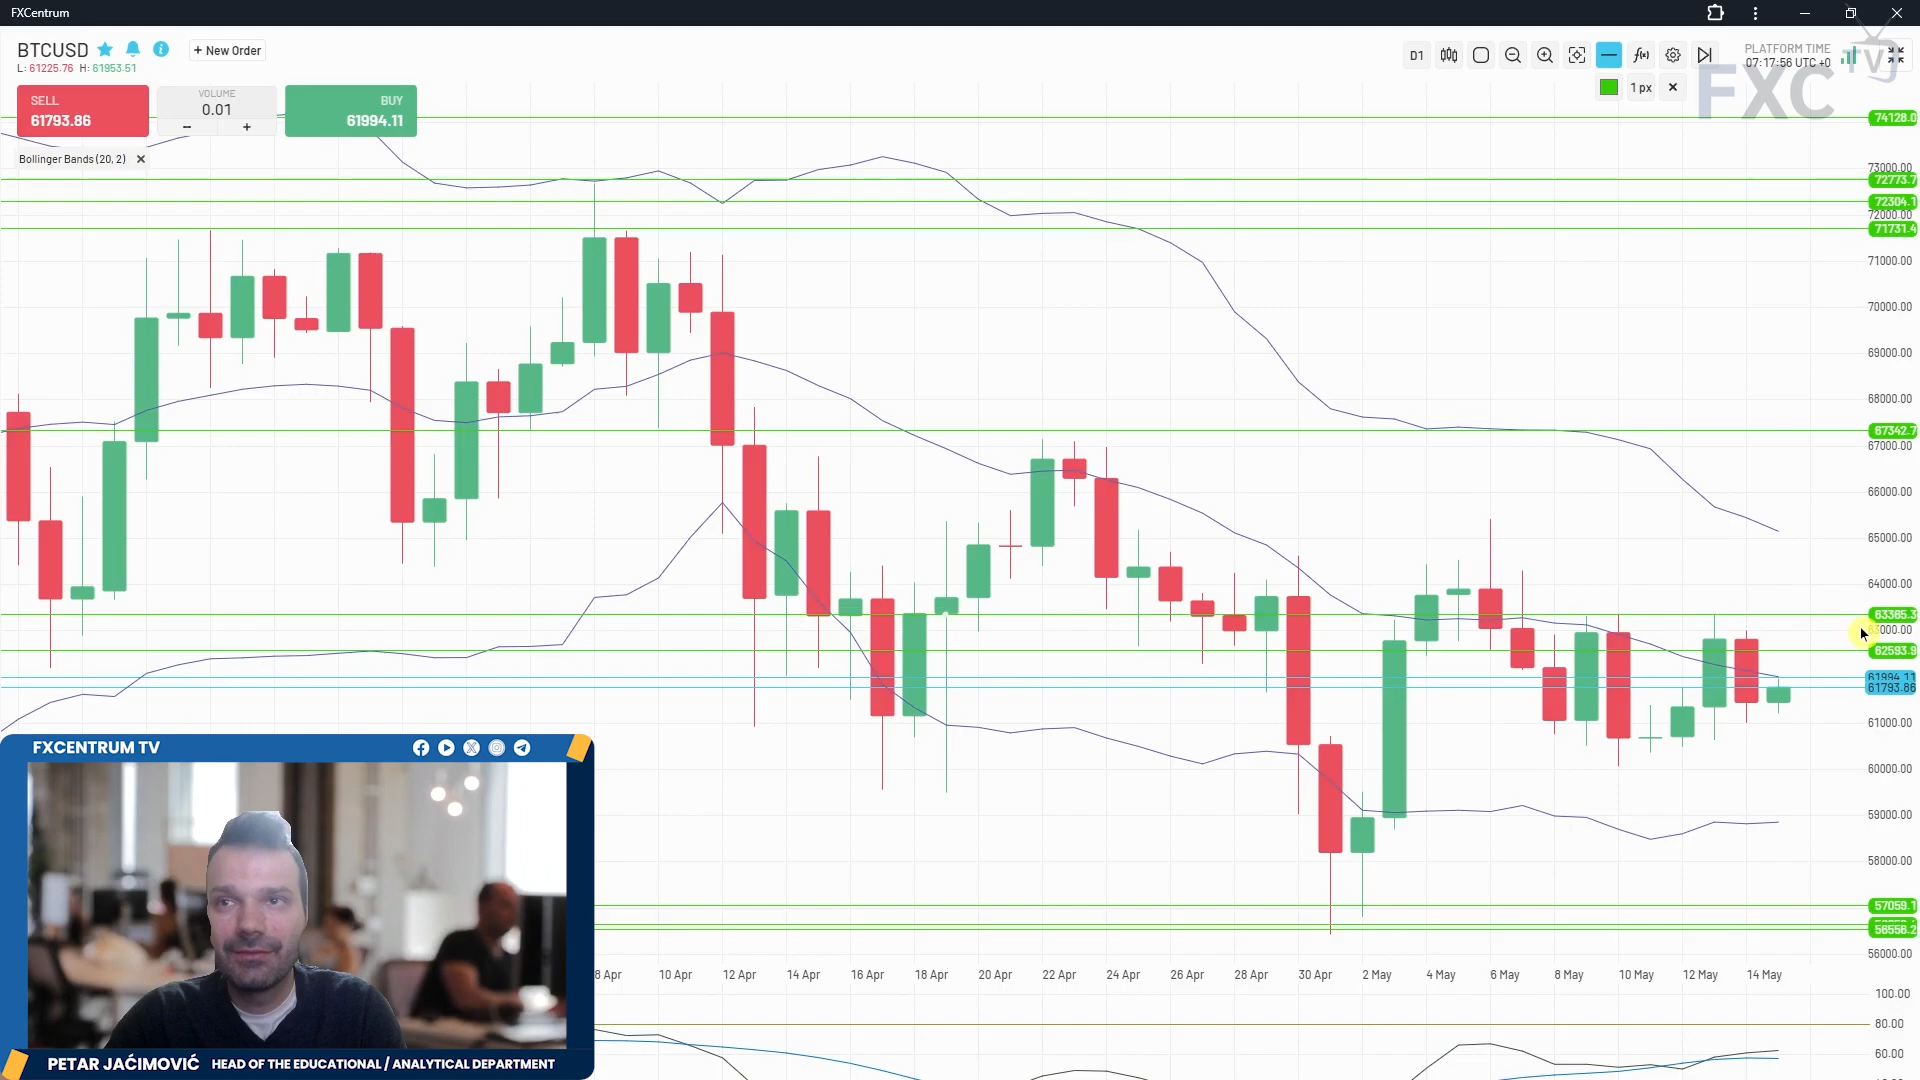 FXCentrum
BTCUSD
+ New Order
L: 61225.76 H: 61953.51
D1
PLATFORM TIME
07:17:56 UTC +0
1 px
FXC
TV
SELL
61793.86
VOLUME
0.01
BUY
61994.11
Bollinger Bands (20, 2)
74128.0
73000.00
72773.7
72304.1
72000.00
71731.4
71000.00
70000.00
69000.00
68000.00
67342.7
67000.00
66000.00
65000.00
64000.00
63365.3
63000.00
62593.9
61994.11
61793.86
61000.00
60000.00
59000.00
58000.00
57059.1
56556.2
56000.00
8 Apr
10 Apr
12 Apr
14 Apr
16 Apr
18 Apr
20 Apr
22 Apr
24 Apr
26 Apr
28 Apr
30 Apr
2 May
4 May
6 May
8 May
10 May
12 May
14 May
100.00
80.00
60.00
FXCENTRUM TV
PETAR JAĆIMOVIĆ HEAD OF THE EDUCATIONAL / ANALYTICAL DEPARTMENT